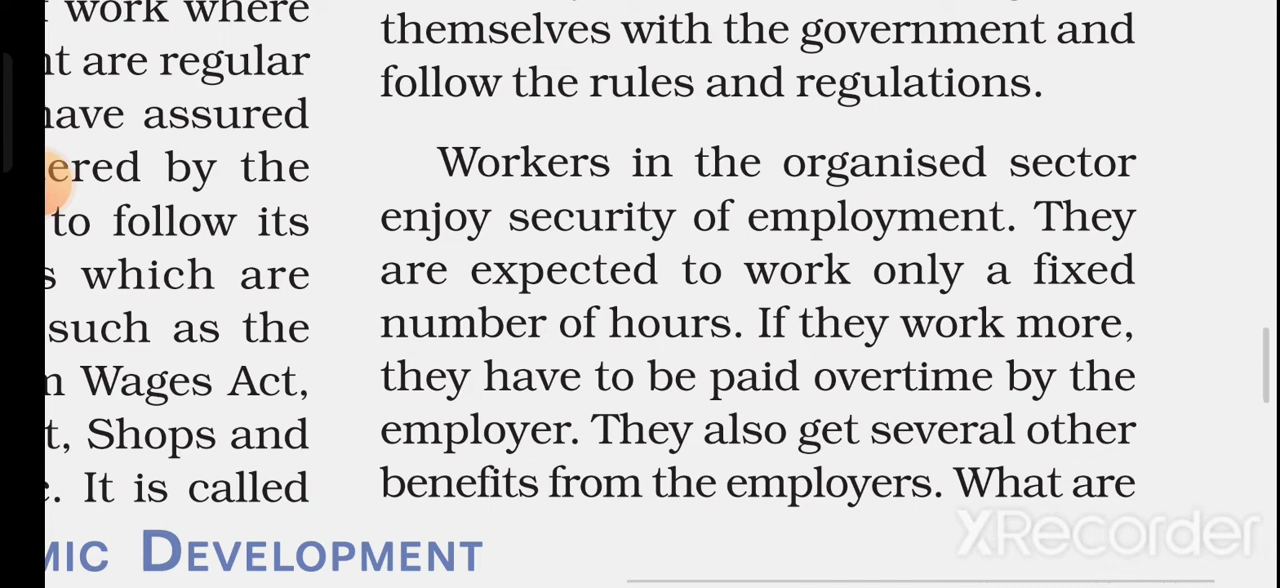 work where
are regular
assured
by the
to follow its
which are
such as the
Wages Act,
Shops and
It is called
themselves with the government and
follow the rules and regulations.
Workers in the organised sector
enjoy security of employment. They
are expected to work only a fixed
number of hours. If they work more,
they have to be paid overtime by the
employer. They also get several other
benefits from the employers. What are
DEVELOPMENT
XRecorder